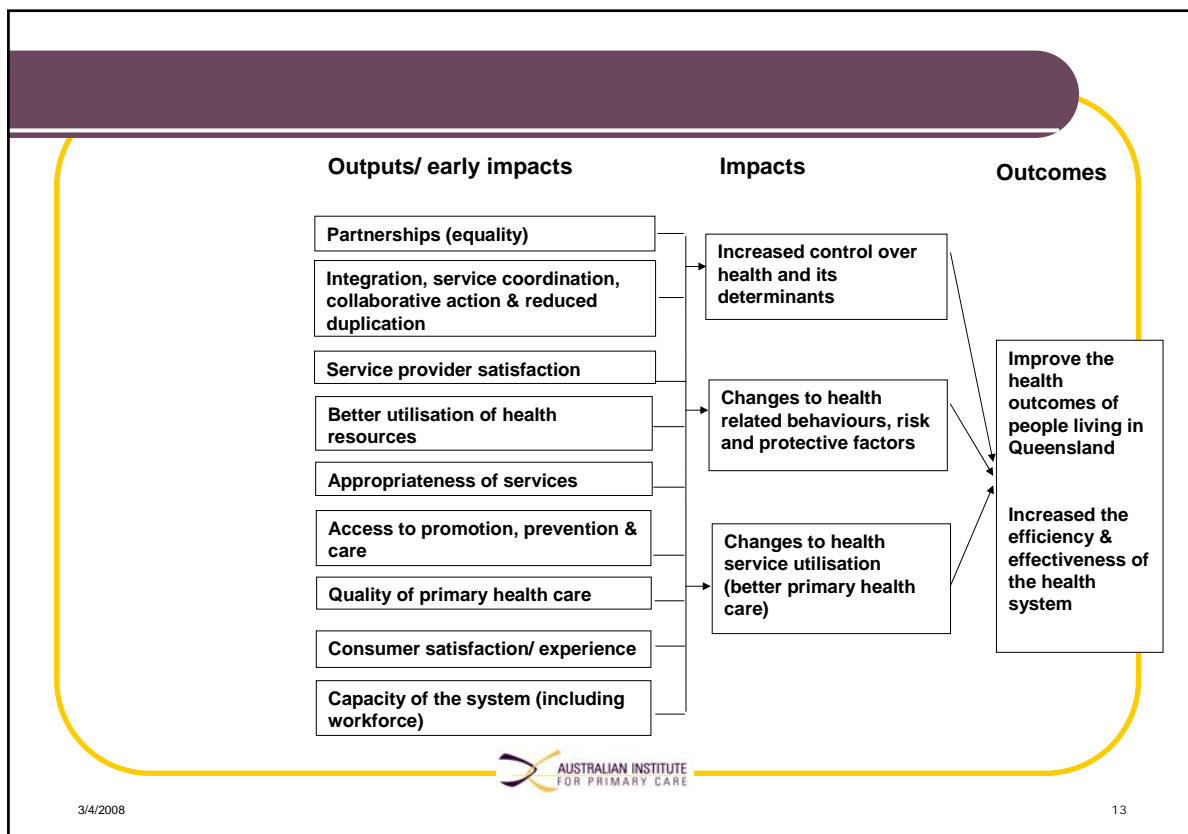 Outputs/ early impacts
Partnerships (equality)
Integration, service coordination,
collaborative action & reduced
duplication
Service provider satisfaction
Better utilisation of health
resources
Appropriateness of services
Access to promotion, prevention &
care
Quality of primary health care
Consumer satisfaction/ experience
Capacity of the system (including
workforce)
Impacts
Increased control over
health and its
determinants
Changes to health
related behaviours, risk
and protective factors
Changes to health
service utilisation
(better primary health
care)
Outcomes
Improve the
health
outcomes of
people living in
Queensland
Increased the
efficiency &
effectiveness of
the health
system
AUSTRALIAN INSTITUTE
FOR PRIMARY CARE
3/4/2008
13